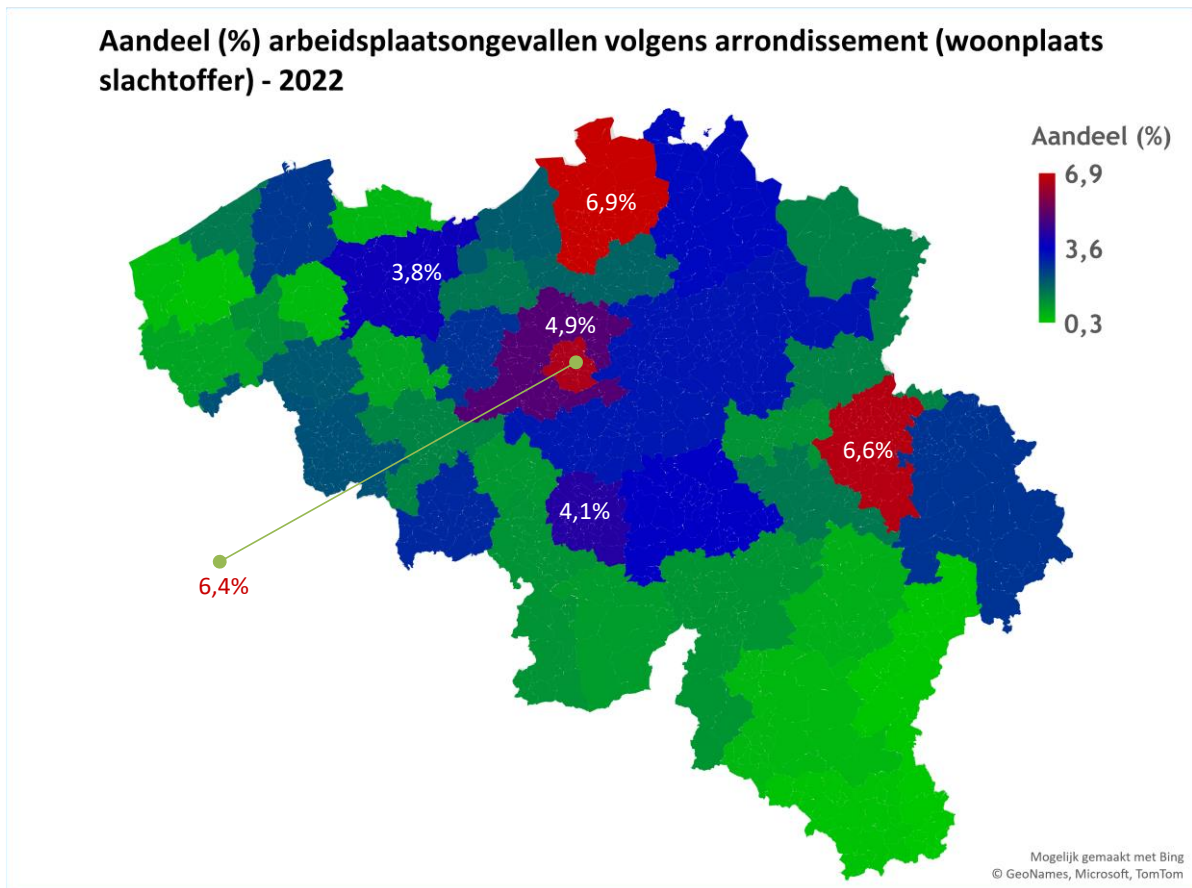 Aandeel (%) arbeidsplaatsongevallen volgens arrondissement (woonplaats
slachtoffer) - 2022
Aandeel (%)
6,9
3,6
0,3
6,9%
3,8%
4,9%
6,6%
4,1%
6,4%
Mogelijk gemaakt met Bing
© GeoNames, Microsoft, TomTom